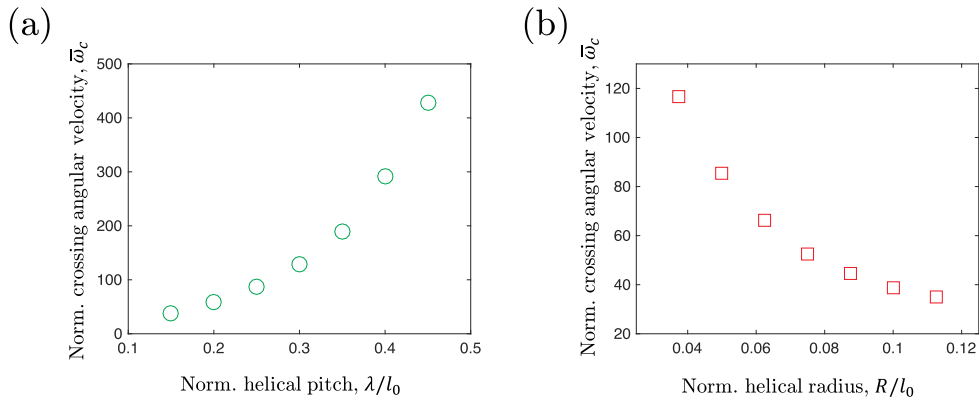 (a)
Norm. crossing angular velocity, ω̅_c
500
400
300
200
100
0
0.1 0.2 0.3 0.4 0.5
Norm. helical pitch, λ/l₀
(b)
Norm. crossing angular velocity, ω̅_c
120
100
80
60
40
20
0.04 0.06 0.08 0.1 0.12
Norm. helical radius, R/l₀